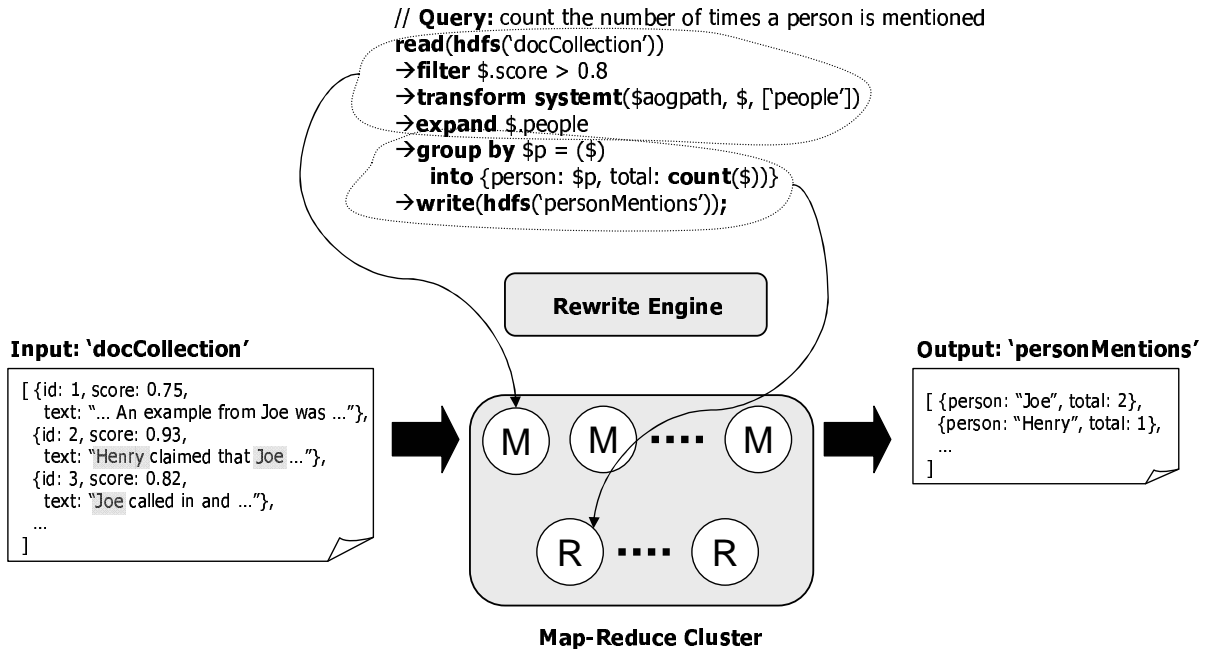 // Query: count the number of times a person is mentioned
read(hdfs(‘docCollection’))
→filter $.score > 0.8
→transform systemt($aogpath, $, [‘people’])
→expand $.people
→group by $p = ($)
into {person: $p, total: count($))}
→write(hdfs(‘personMentions’));
Rewrite Engine
Input: ‘docCollection’
[ {id: 1, score: 0.75,
text: “... An example from Joe was ...”},
{id: 2, score: 0.93,
text: “Henry claimed that Joe ...”},
{id: 3, score: 0.82,
text: “Joe called in and ...”},
...
]
M M M
R R
Map-Reduce Cluster
Output: ‘personMentions’
[ {person: “Joe”, total: 2},
{person: “Henry”, total: 1},
...
]